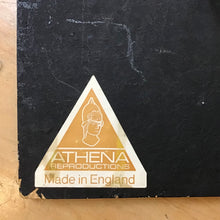 ATHENA
REPRODUCTIONS
Made in England